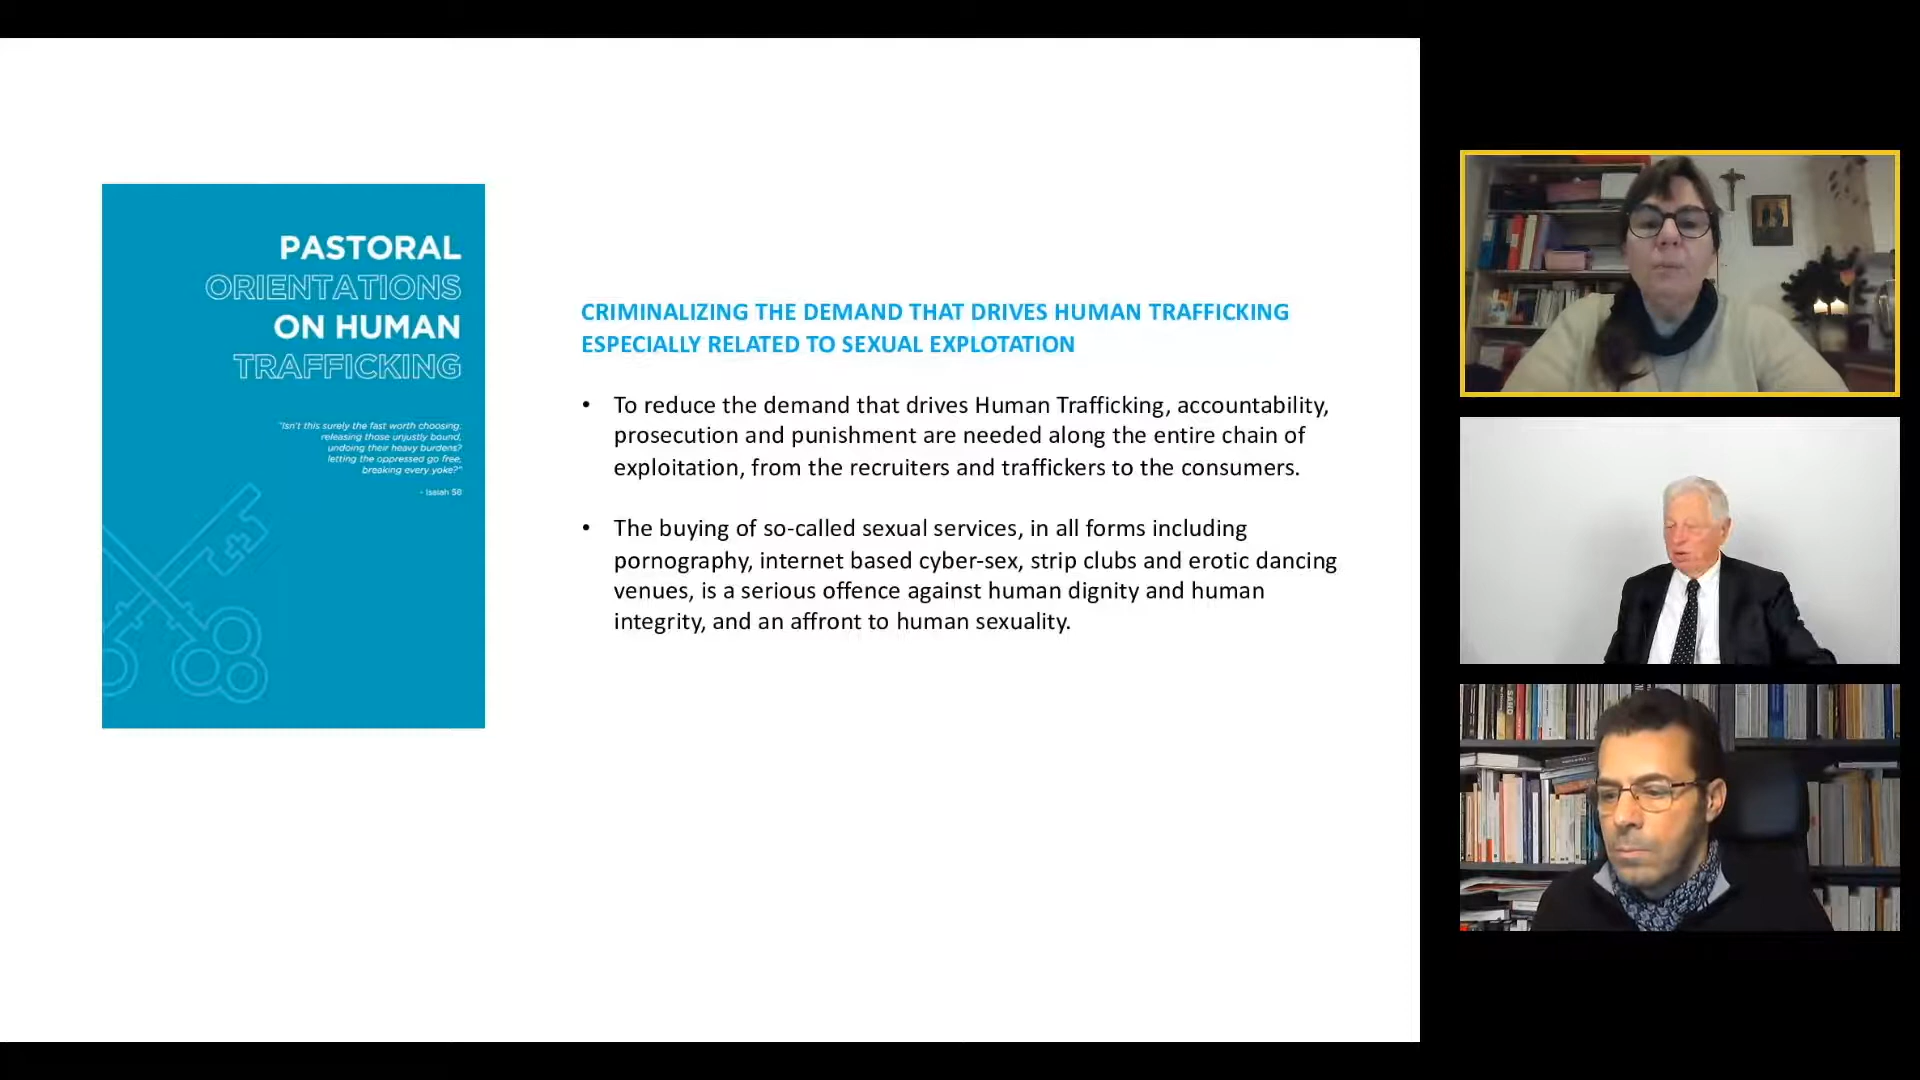 PASTORAL
ORIENTATIONS
ON HUMAN
TRAFFICKING
"Isn't this surely the fast worth choosing:
releasing those unjustly bound,
undoing their heavy burdens?
letting the oppressed go free,
breaking every yoke?"
- Isaiah 58
CRIMINALIZING THE DEMAND THAT DRIVES HUMAN TRAFFICKING
ESPECIALLY RELATED TO SEXUAL EXPLOTATION
• To reduce the demand that drives Human Trafficking, accountability,
prosecution and punishment are needed along the entire chain of
exploitation, from the recruiters and traffickers to the consumers.
• The buying of so-called sexual services, in all forms including
pornography, internet based cyber-sex, strip clubs and erotic dancing
venues, is a serious offence against human dignity and human
integrity, and an affront to human sexuality.